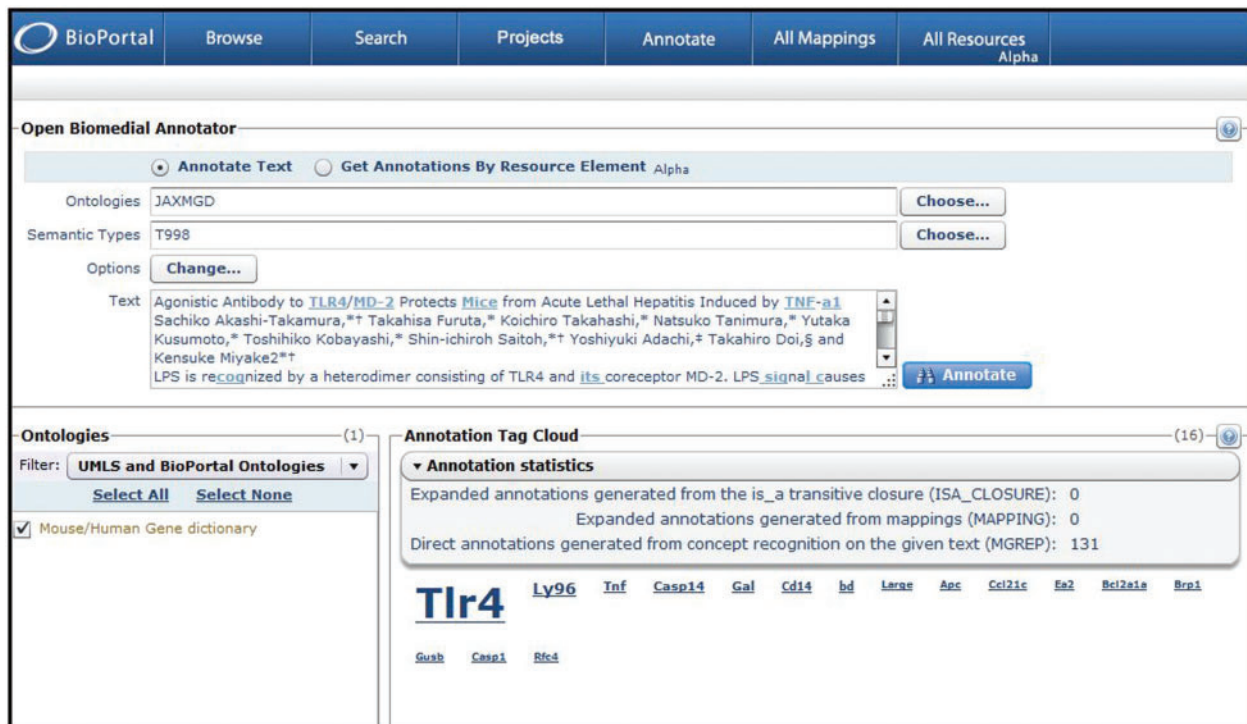 BioPortal Browse Search Projects Annotate All Mappings All Resources
Alpha
Open Biomedial Annotator
Annotate Text Get Annotations By Resource Element Alpha
Ontologies JAXMGD Choose...
Semantic Types T998 Choose...
Options Change...
Text Agonistic Antibody to TLR4/MD-2 Protects Mice from Acute Lethal Hepatitis Induced by TNF-a1
Sachiko Akashi-Takamura,*† Takahisa Furuta,* Koichiro Takahashi,* Natsuko Tanimura,* Yutaka
Kusumoto,* Toshihiko Kobayashi,* Shin-ichiroh Saitoh,*† Yoshiyuki Adachi,‡ Takahiro Doi,§ and
Kensuke Miyake2*†
LPS is recognized by a heterodimer consisting of TLR4 and its coreceptor MD-2. LPS signal causes
Annotate
Ontologies (1)
Filter: UMLS and BioPortal Ontologies
Select All Select None
Mouse/Human Gene dictionary
Annotation Tag Cloud (16)
Annotation statistics
Expanded annotations generated from the is_a transitive closure (ISA_CLOSURE): 0
Expanded annotations generated from mappings (MAPPING): 0
Direct annotations generated from concept recognition on the given text (MGREP): 131
Tlr4 Ly96 Tnf Casp14 Gal Cd14 bd Large Apc Ccl21c Ea2 Bcl2a1a Brp1
Gusb Casp1 Rfc4